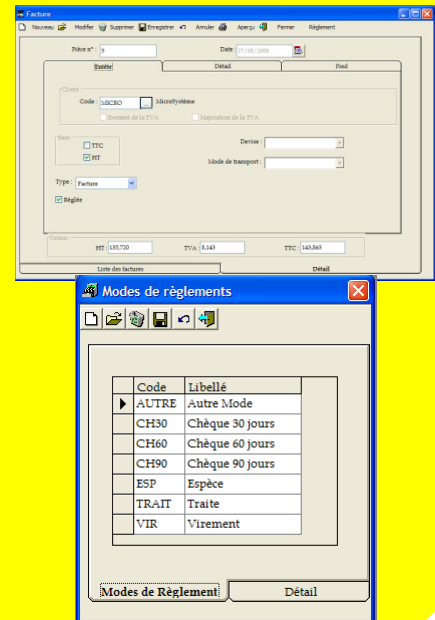 Facture
Nouveau Modifier Supprimer Enregistrer Annuler Aperçu Fermer Règlement
Pièce n° : 9 Date : 27/05/2005
Entête Détail Pied
Client
Code : MICRO ... MicroSystème
Exonéré de la TVA Majoration de la TVA
Base
TTC
HT
Devise :
Mode de transport :
Type : Facture
Réglée
HT : 135,720 TVA : 8,143 TTC : 143,863
Liste des factures Détail
Modes de règlements
Code Libellé
AUTRE Autre Mode
CH30 Chèque 30 jours
CH60 Chèque 60 jours
CH90 Chèque 90 jours
ESP Espèce
TRAIT Traite
VIR Virement
Modes de Règlement Détail